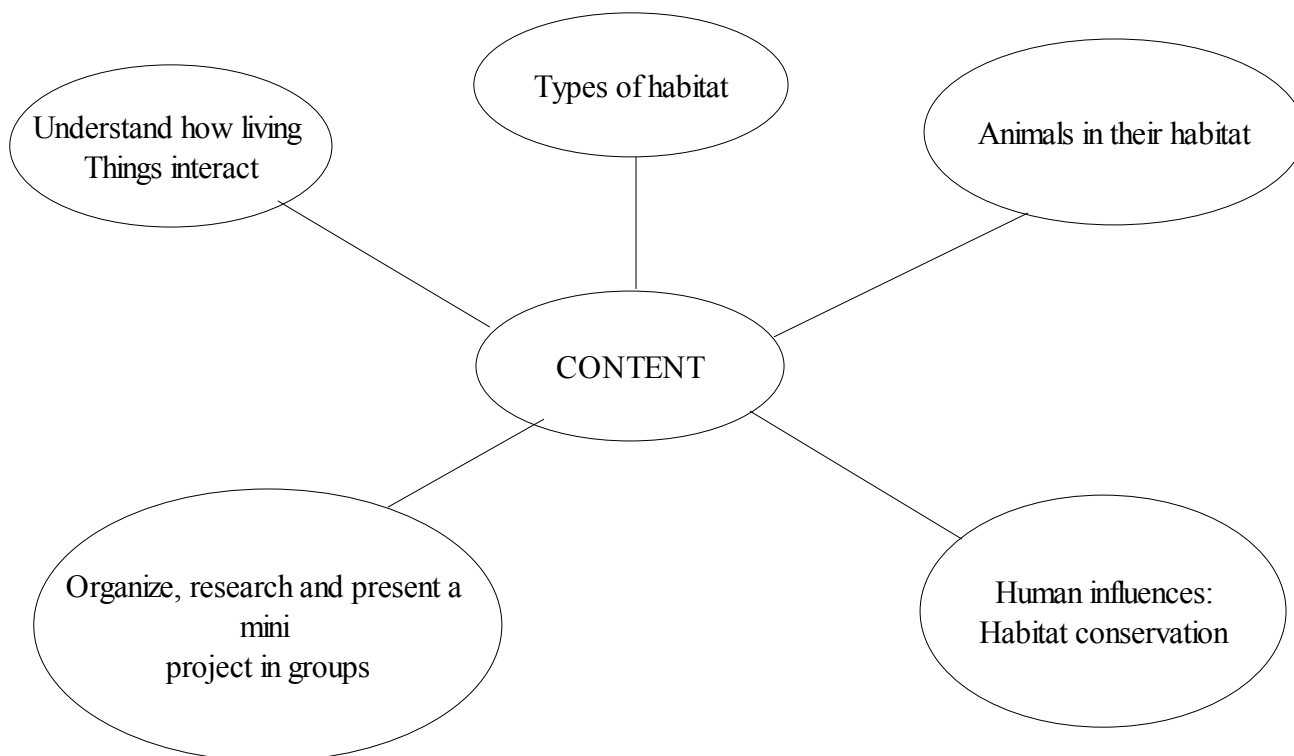 Types of habitat
Understand how living
Things interact
Animals in their habitat
CONTENT
Organize, research and present a
mini
project in groups
Human influences:
Habitat conservation